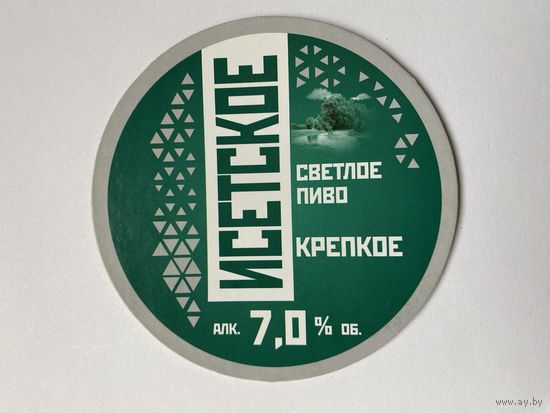 ИСЕТСКОЕ
СВЕТЛОЕ
ПИВО
КРЕПКОЕ
АЛК. 7,0 % ОБ.
www.ay.by